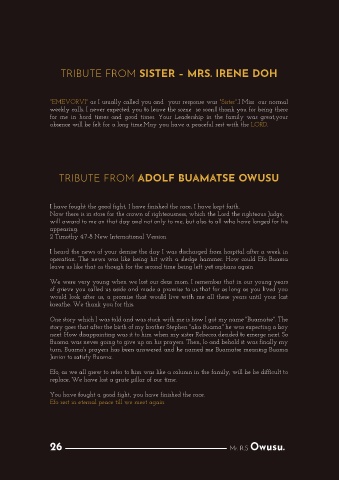 TRIBUTE FROM SISTER - MRS. IRENE DOH
"EMEVORVI" as I usually called you and your response was "Sister",I Miss our normal
weekly calls. I never expected you to leave the scene so soon.I thank you for being there
for me in hard times and good times. Your Leadership in the family was great,your
absence will be felt for a long time.May you have a peaceful rest with the LORD.
TRIBUTE FROM ADOLF BUAMATSE OWUSU
I have fought the good fight, I have finished the race, I have kept faith.
Now there is in store for the crown of righteousness, which the Lord, the righteous Judge,
will award to me on that day and not only to me, but also to all who have longed for his
appearing.
2 Timothy 4:7-8 New International Version
I heard the news of your demise the day I was discharged from hospital after a week in
operation. The news was like being hit with a sledge hammer. How could Efo Buama
leave us like that as though for the second time being left yet orphans again.
We were very young when we lost our dear mom, I remember that in our young years
of grieve you called us aside and made a promise to us that for as long as you lived you
would look after us, a promise that would live with me all these years until your last
breathe. We thank you for this.
One story which I was told and was stuck with me is how I got my name "Buamatse". The
story goes that after the birth of my brother Stephen "aka Buama" he was expecting a boy
next. How disappointing was it to him when my sister Rebecca decided to emerge next. So
Buama was never going to give up on his prayers. Then, lo and behold it was finally my
turn. Buama's prayers has been answered and he named me Buamatse meaning Buama
Junior to satisfy Buama.
Efo, as we all grew to refer to him was like a column in the family, will be be difficult to
replace. We have lost a great pillar of our time.
You have fought a good fight, you have finished the race.
Efo rest in eternal peace till we meet again.
26 Mr. R.S Owusu.